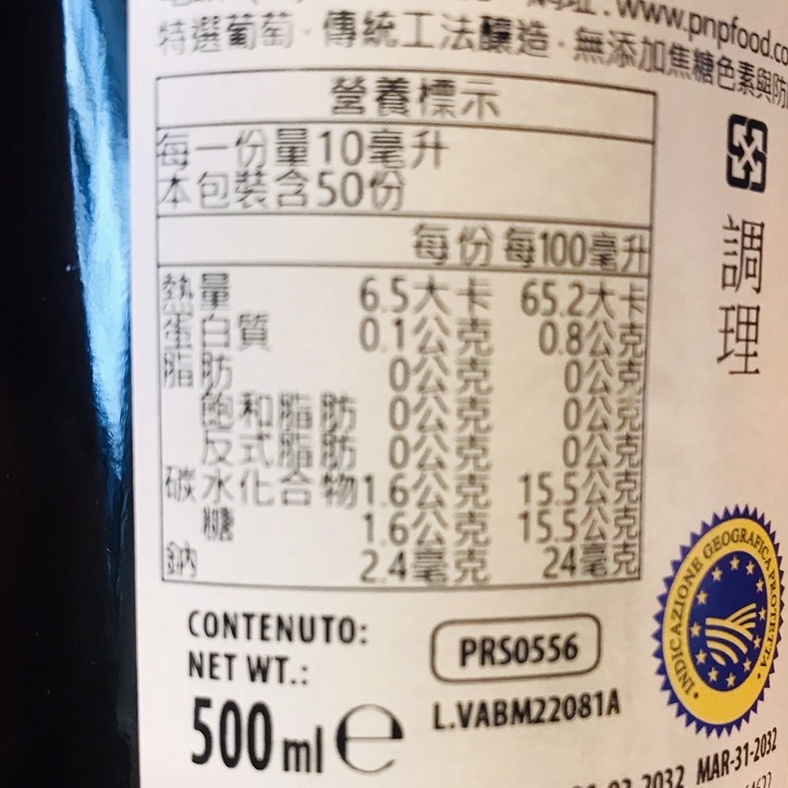 www.pnpfood.co
特選葡萄·傳統工法釀造·無添加焦糖色素與防
營養標示
每一份量10毫升
本包裝含50份
每份 每100毫升
熱量 6.5大卡 65.2大卡
蛋白質 0.1公克 0.8公克
脂肪 0公克 0公克
飽和脂肪 0公克 0公克
反式脂肪 0公克 0公克
碳水化合物 1.6公克 15.5公克
糖 1.6公克 15.5公克
鈉 2.4毫克 24毫克
調理
CONTENUTO:
NET WT.:
500 ml e
PRS0556
L.VABM22081A
INDICAZIONE GEOGRAFICA PROTETTA
2032 MAR-31-2032